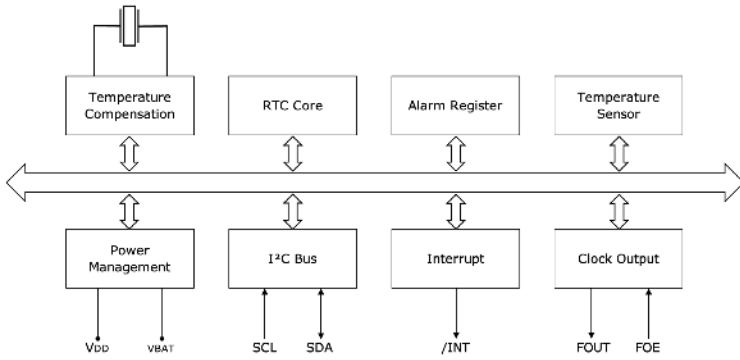 Temperature
Compensation
RTC Core
Alarm Register
Temperature
Sensor
Power
Management
I²C Bus
Interrupt
Clock Output
VDD
VBAT
SCL
SDA
/INT
FOUT
FOE